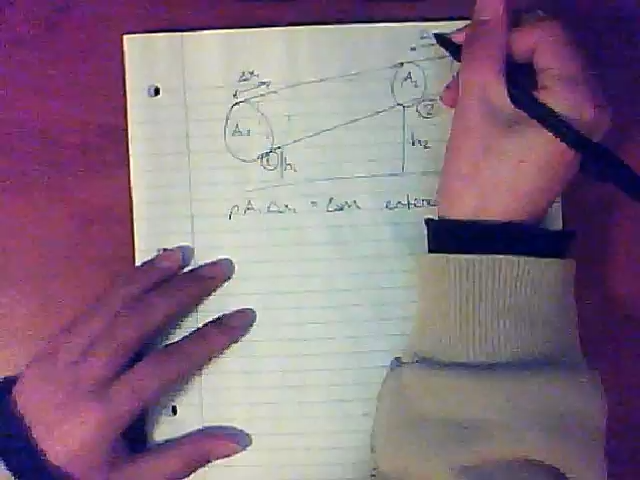 Δx₁
A₁
①
h₁
A₂
②
h₂
ρA₁Δx₁ = Δm